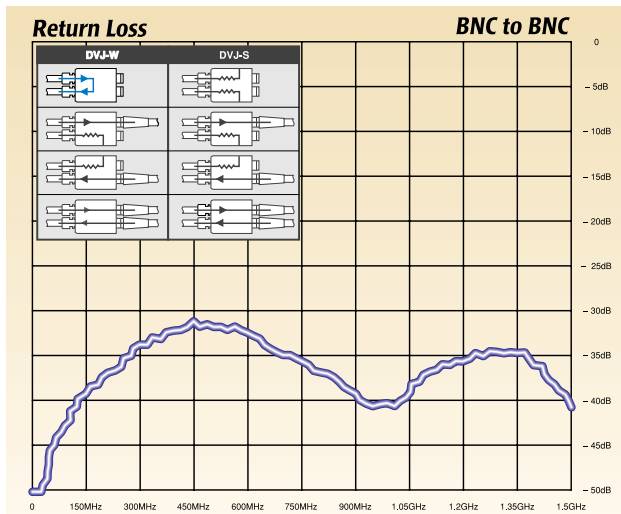 Return Loss
BNC to BNC
DVJ-W
DVJ-S
0
– 5dB
– 10dB
– 15dB
– 20dB
– 25dB
– 30dB
– 35dB
– 40dB
– 45dB
– 50dB
0 150MHz 300MHz 450MHz 600MHz 750MHz 900MHz 1.05GHz 1.2GHz 1.35GHz 1.5GHz